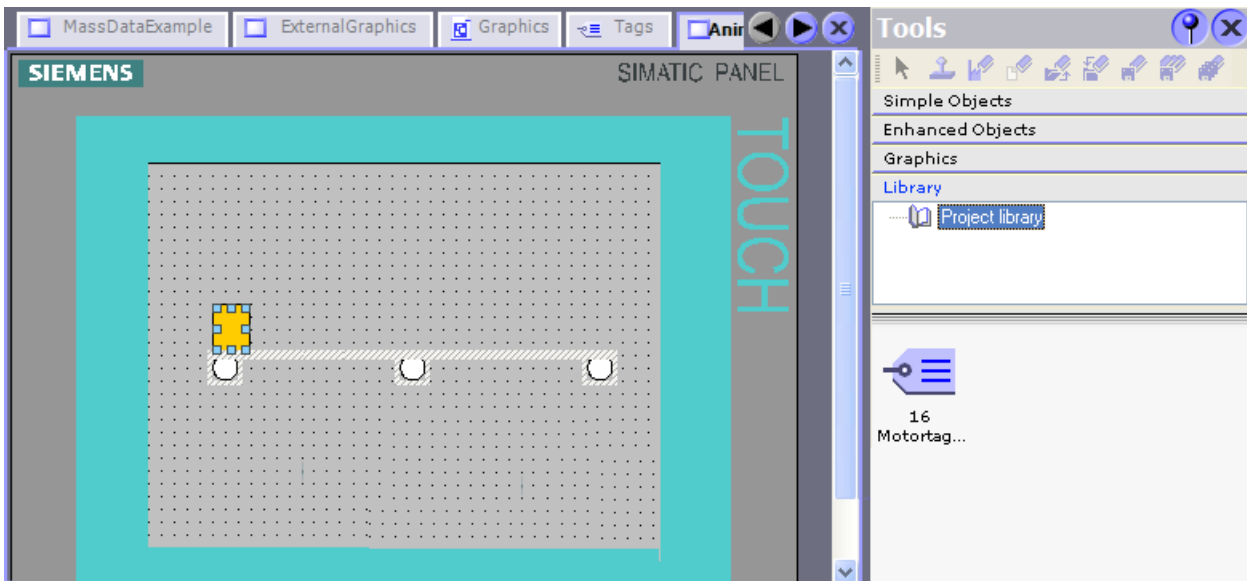 MassDataExample ExternalGraphics Graphics Tags Anir
Tools
SIEMENS SIMATIC PANEL
TOUCH
Simple Objects
Enhanced Objects
Graphics
Library
Project library
16
Motortag...